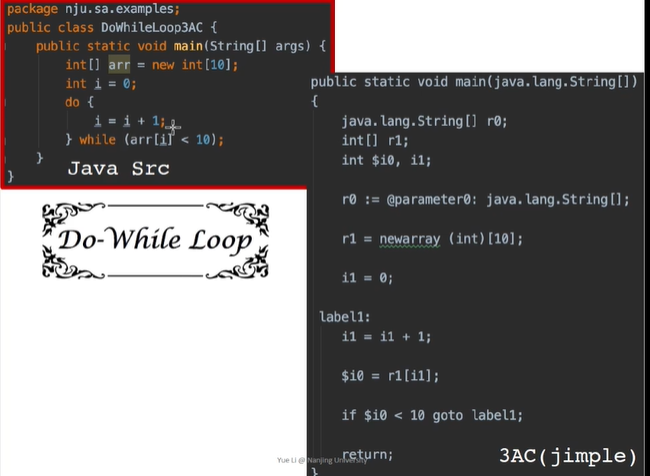 package nju.sa.examples;
public class DoWhileLoop3AC {
public static void main(String[] args) {
int[] arr = new int[10];
int i = 0;
do {
i = i + 1;
} while (arr[i] < 10);
}
}
Java Src
Do-While Loop
public static void main(java.lang.String[])
{
java.lang.String[] r0;
int[] r1;
int $i0, i1;
r0 := @parameter0: java.lang.String[];
r1 = newarray (int)[10];
i1 = 0;
label1:
i1 = i1 + 1;
$i0 = r1[i1];
if $i0 < 10 goto label1;
return;
}
3AC(jimple)
Yue Li @ Nanjing University